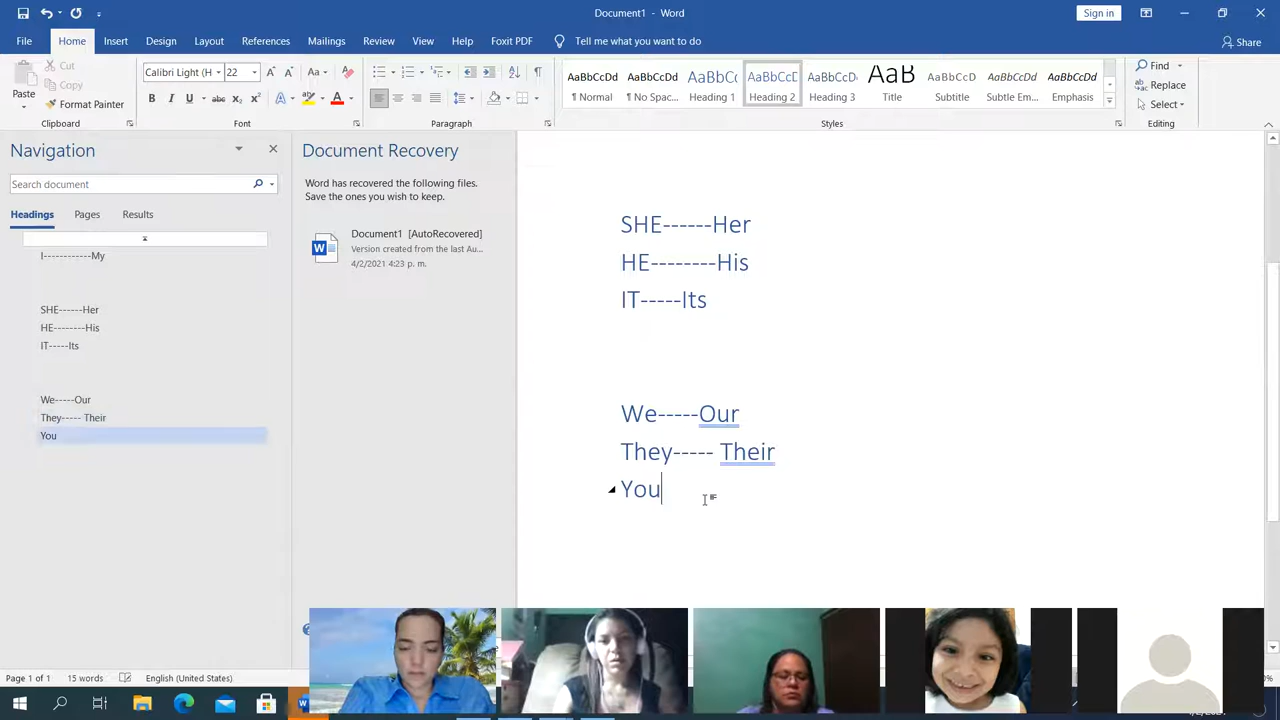 Document1 - Word
Sign in
File Home Insert Design Layout References Mailings Review View Help Foxit PDF Tell me what you want to do Share
Paste
Cut
Copy
Format Painter
Calibri Light (H 22
AaBbCcDd AaBbCcDd AaBbCc AaBbCcD AaBbCcD AaB AaBbCcD AaBbCcDd AaBbCcDd
¶ Normal ¶ No Spac... Heading 1 Heading 2 Heading 3 Title Subtitle Subtle Em... Emphasis
Find
Replace
Select
Clipboard Font Paragraph Styles Editing
Navigation
Search document
Headings Pages Results
I------------My
SHE------Her
HE--------His
IT-----Its
We-----Our
They----- Their
You
Document Recovery
Word has recovered the following files.
Save the ones you wish to keep.
Document1 [AutoRecovered]
Version created from the last Au...
4/2/2021 4:23 p. m.
SHE------Her
HE--------His
IT-----Its
We-----Our
They----- Their
You
Page 1 of 1 15 words English (United States)